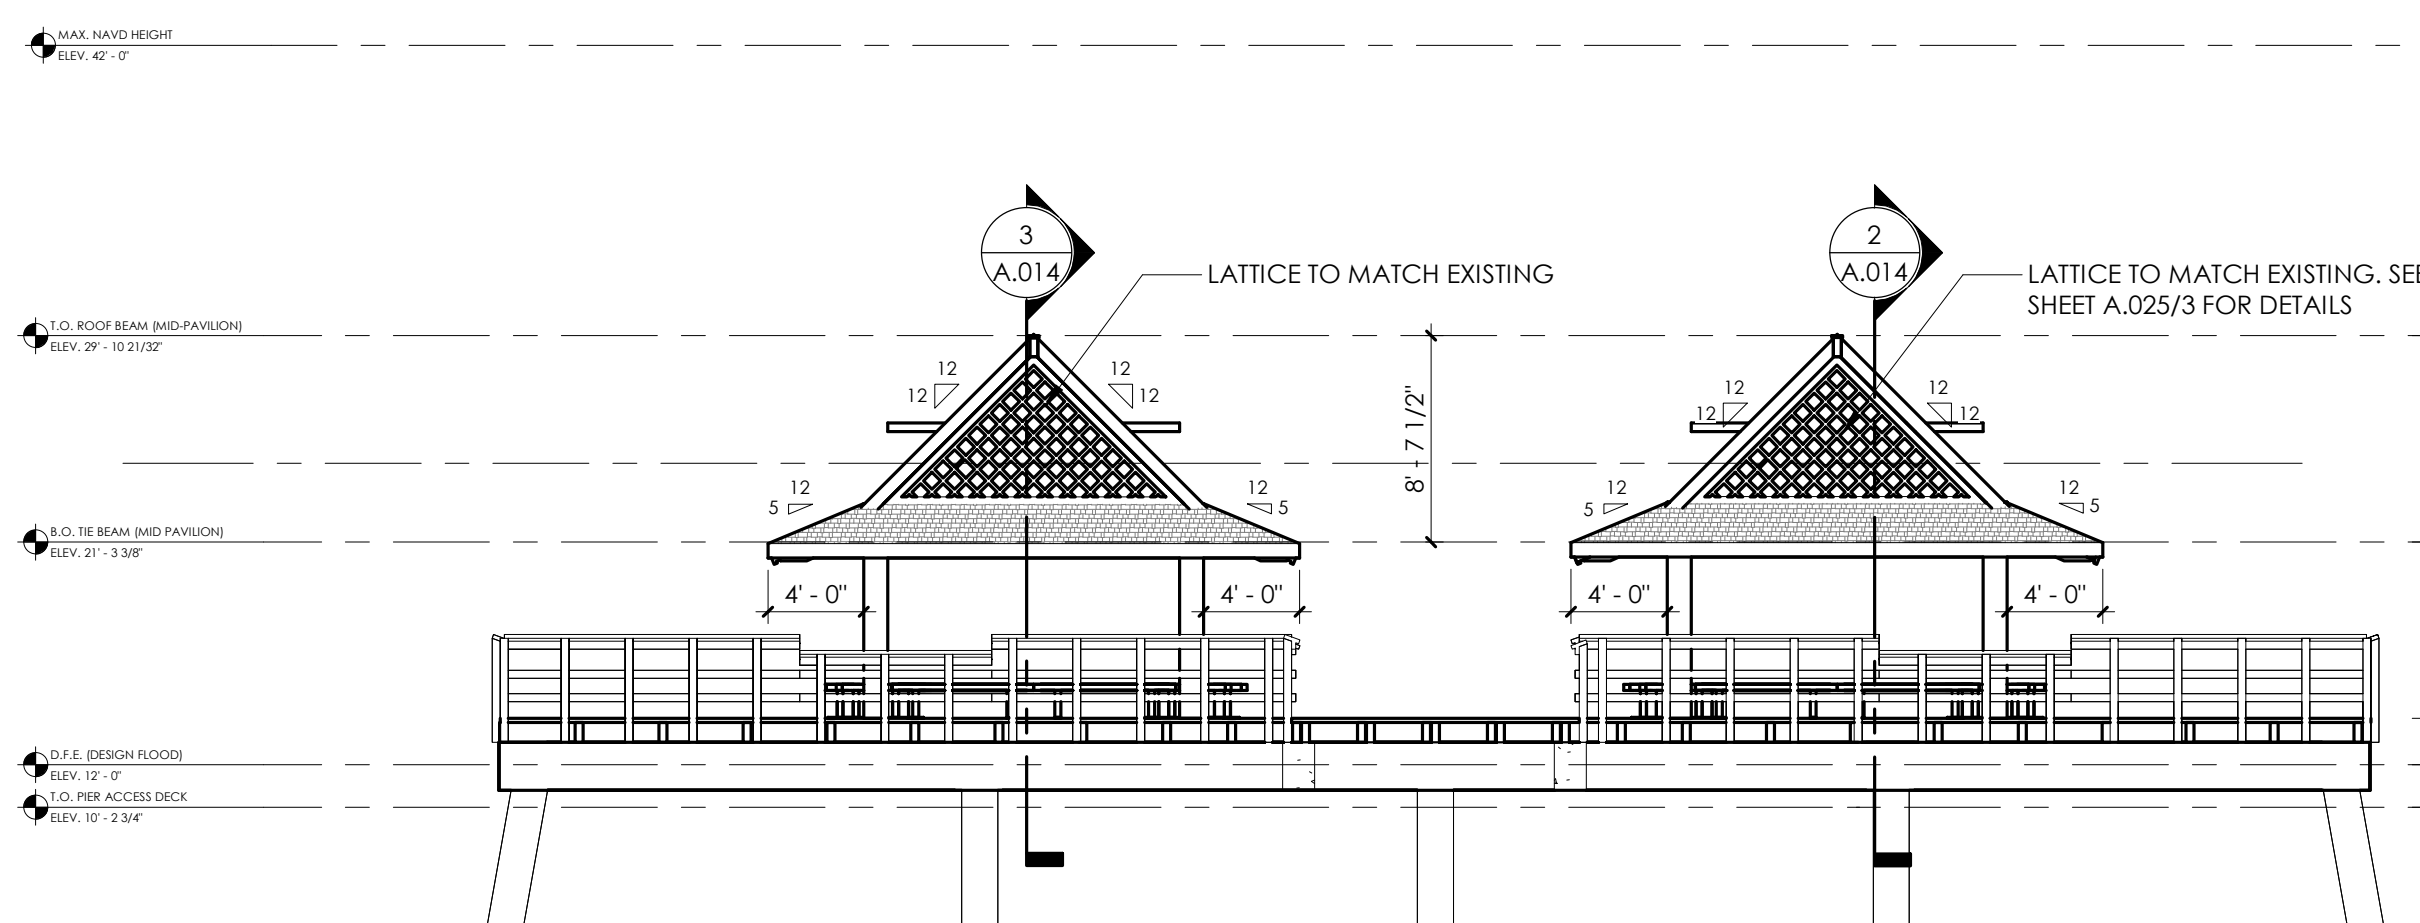 MAX. NAVD HEIGHT
ELEV. 42' - 0"
3
A.014
LATTICE TO MATCH EXISTING
2
A.014
LATTICE TO MATCH EXISTING. SEE
SHEET A.025/3 FOR DETAILS
T.O. ROOF BEAM (MID-PAVILION)
ELEV. 29' - 10 21/32"
12
12
12
12
12
12
12
12
8' - 7 1/2"
12
5
12
5
12
5
12
5
B.O. TIE BEAM (MID PAVILION)
ELEV. 21' - 3 3/8"
4' - 0"
4' - 0"
4' - 0"
4' - 0"
D.F.E. (DESIGN FLOOD)
ELEV. 12' - 0"
T.O. PIER ACCESS DECK
ELEV. 10' - 2 3/4"